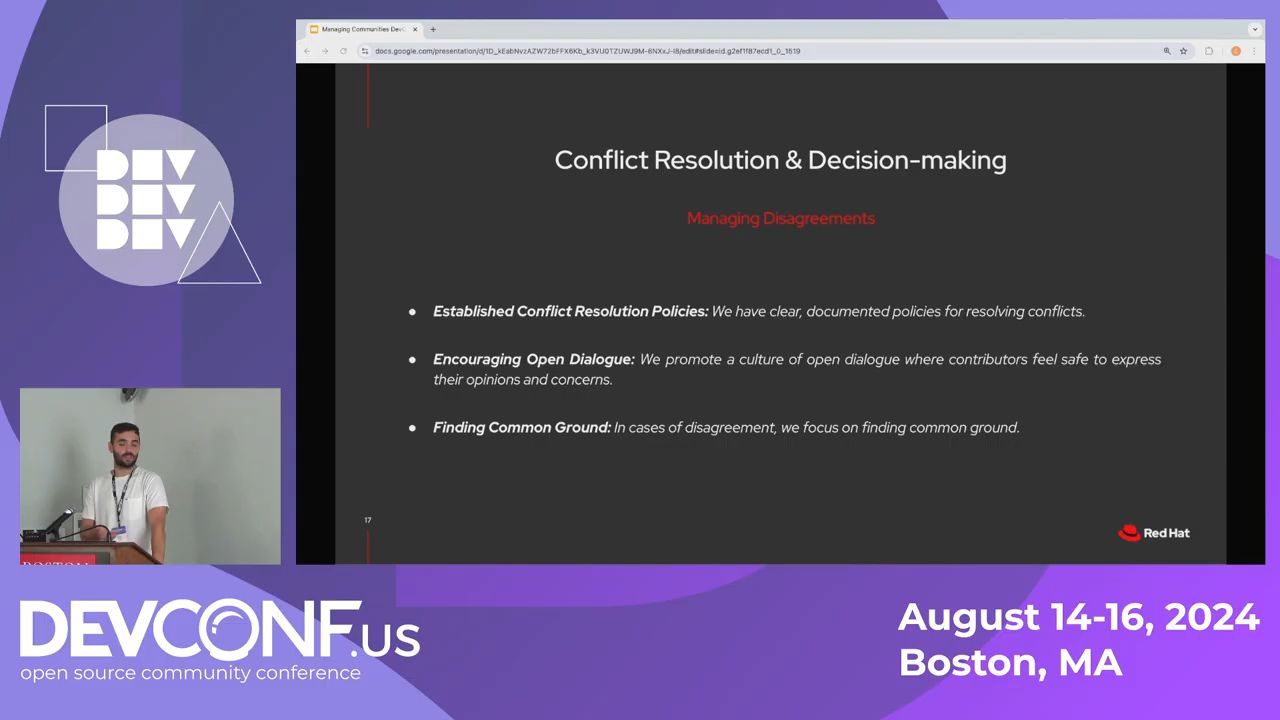 Managing Communities DevC
docs.google.com/presentation/d/1D_kEabNvzAZW72bFFX6Kb_k3VU0TZUWJ9M-6NXxJ-I8/edit#slide=id.g2ef1f87ecd1_0_1519
DEV
DEV
DEV
Conflict Resolution & Decision-making
Managing Disagreements
● Established Conflict Resolution Policies: We have clear, documented policies for resolving conflicts.
● Encouraging Open Dialogue: We promote a culture of open dialogue where contributors feel safe to express
their opinions and concerns.
● Finding Common Ground: In cases of disagreement, we focus on finding common ground.
17
Red Hat
BOSTON
DEVCONF.US
open source community conference
August 14-16, 2024
Boston, MA